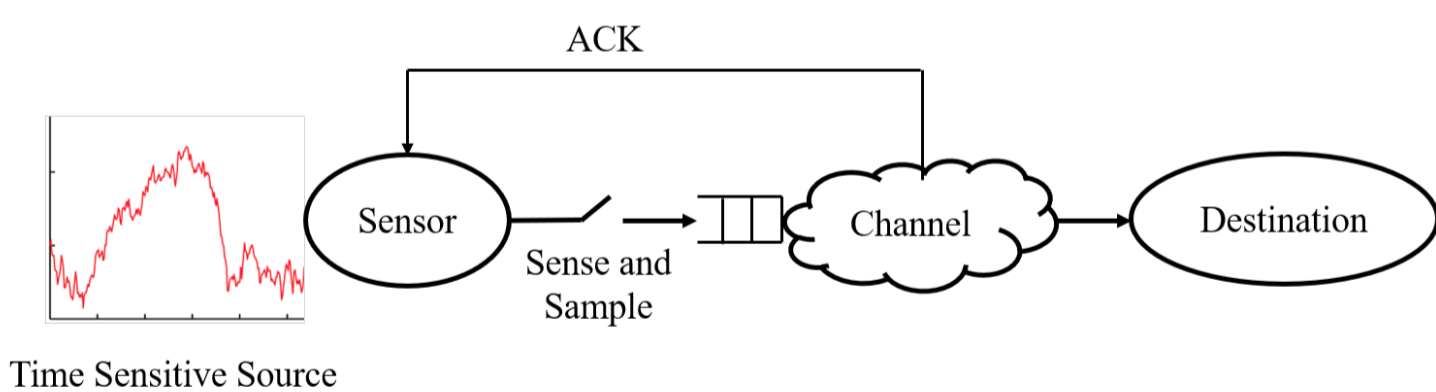 ACK
Sensor
Sense and
Sample
Channel
Destination
Time Sensitive Source